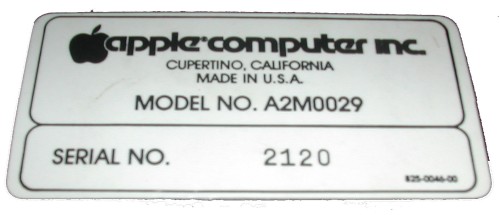 apple computer inc.
CUPERTINO, CALIFORNIA
MADE IN U.S.A.
MODEL NO. A2M0029
SERIAL NO. 2120
825-0046-00